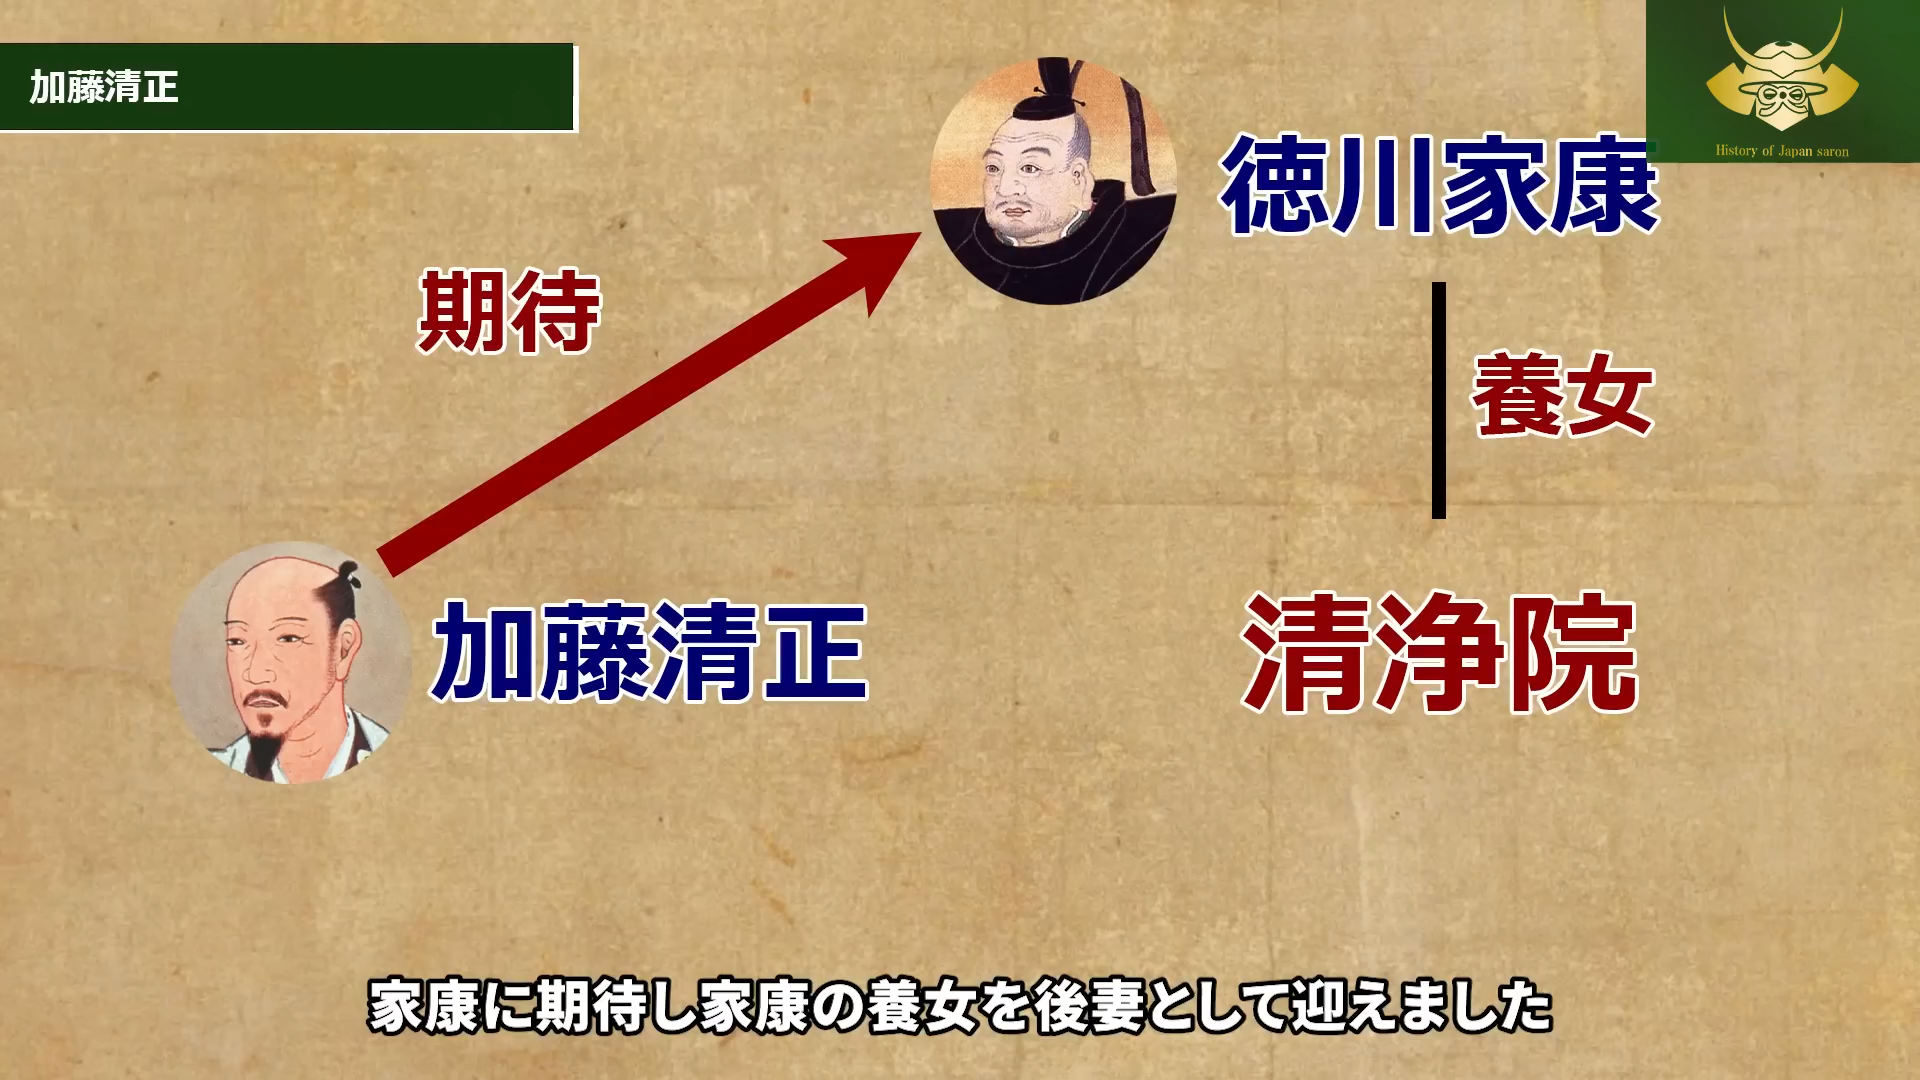 加藤清正
History of Japan saron
徳川家康
期待
養女
加藤清正
清浄院
家康に期待し家康の養女を後妻として迎えました